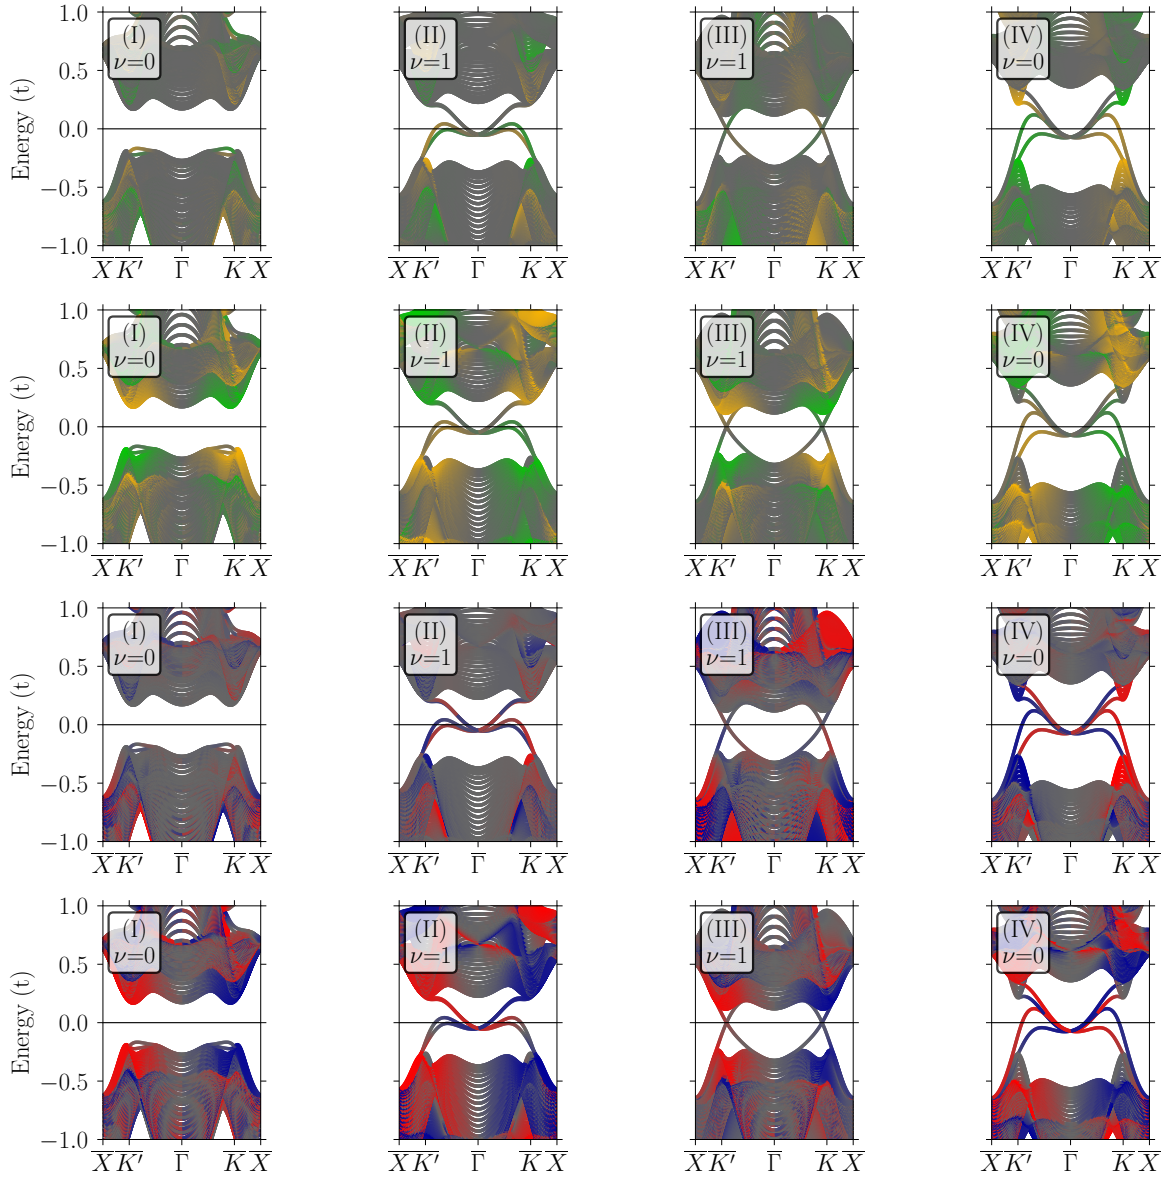 1.0
0.5
0.0
−0.5
−1.0
Energy (t)
(I)
ν=0
(II)
ν=1
(III)
ν=1
(IV)
ν=0
X̅ K̅'̅ Γ̅ K̅ X̅
X̅ K̅'̅ Γ̅ K̅ X̅
X̅ K̅'̅ Γ̅ K̅ X̅
X̅ K̅'̅ Γ̅ K̅ X̅
1.0
0.5
0.0
−0.5
−1.0
Energy (t)
(I)
ν=0
(II)
ν=1
(III)
ν=1
(IV)
ν=0
X̅ K̅'̅ Γ̅ K̅ X̅
X̅ K̅'̅ Γ̅ K̅ X̅
X̅ K̅'̅ Γ̅ K̅ X̅
X̅ K̅'̅ Γ̅ K̅ X̅
1.0
0.5
0.0
−0.5
−1.0
Energy (t)
(I)
ν=0
(II)
ν=1
(III)
ν=1
(IV)
ν=0
X̅ K̅'̅ Γ̅ K̅ X̅
X̅ K̅'̅ Γ̅ K̅ X̅
X̅ K̅'̅ Γ̅ K̅ X̅
X̅ K̅'̅ Γ̅ K̅ X̅
1.0
0.5
0.0
−0.5
−1.0
Energy (t)
(I)
ν=0
(II)
ν=1
(III)
ν=1
(IV)
ν=0
X̅ K̅'̅ Γ̅ K̅ X̅
X̅ K̅'̅ Γ̅ K̅ X̅
X̅ K̅'̅ Γ̅ K̅ X̅
X̅ K̅'̅ Γ̅ K̅ X̅